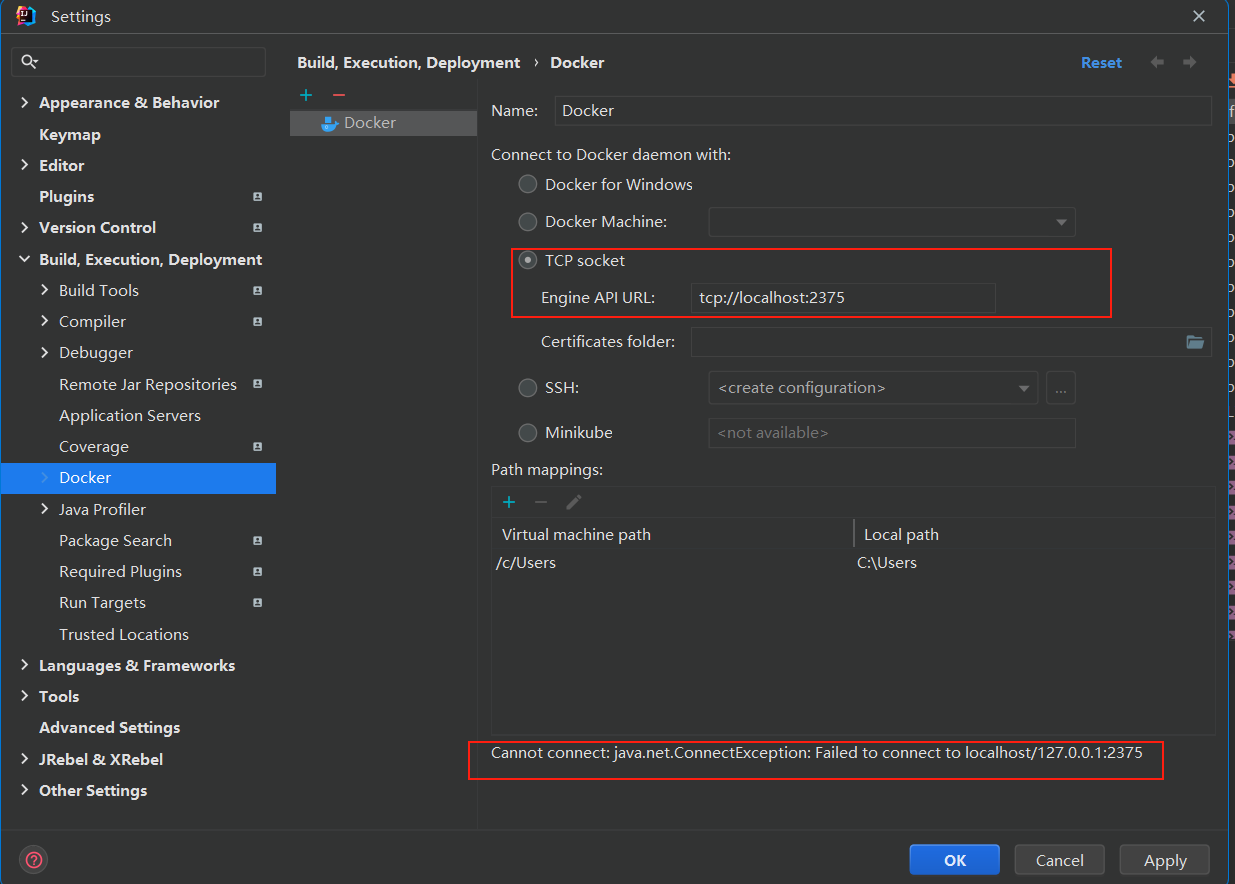 Settings
Appearance & Behavior
Keymap
Editor
Plugins
Version Control
Build, Execution, Deployment
Build Tools
Compiler
Debugger
Remote Jar Repositories
Application Servers
Coverage
Docker
Java Profiler
Package Search
Required Plugins
Run Targets
Trusted Locations
Languages & Frameworks
Tools
Advanced Settings
JRebel & XRebel
Other Settings
Build, Execution, Deployment › Docker
Reset
Docker
Name: Docker
Connect to Docker daemon with:
Docker for Windows
Docker Machine:
TCP socket
Engine API URL: tcp://localhost:2375
Certificates folder:
SSH: <create configuration> ...
Minikube <not available>
Path mappings:
Virtual machine path Local path
/c/Users C:\Users
Cannot connect: java.net.ConnectException: Failed to connect to localhost/127.0.0.1:2375
? OK Cancel Apply